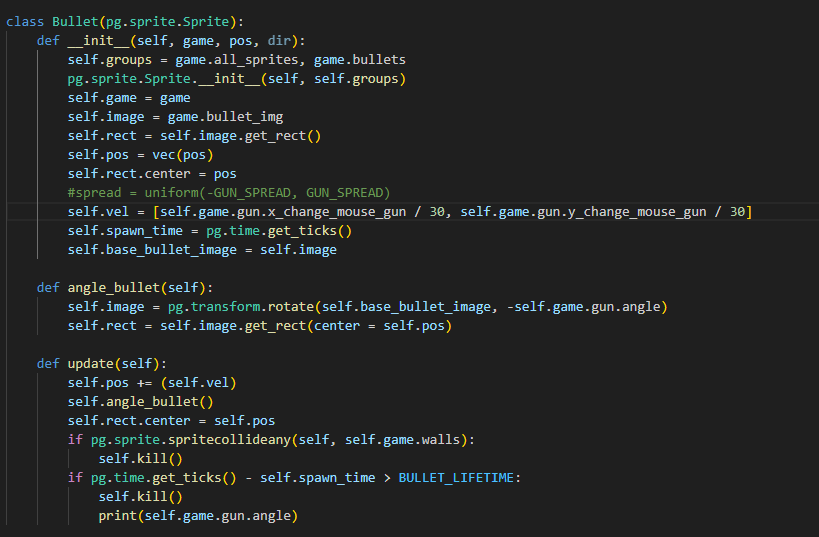 class Bullet(pg.sprite.Sprite):
    def __init__(self, game, pos, dir):
        self.groups = game.all_sprites, game.bullets
        pg.sprite.Sprite.__init__(self, self.groups)
        self.game = game
        self.image = game.bullet_img
        self.rect = self.image.get_rect()
        self.pos = vec(pos)
        self.rect.center = pos
        #spread = uniform(-GUN_SPREAD, GUN_SPREAD)
        self.vel = [self.game.gun.x_change_mouse_gun / 30, self.game.gun.y_change_mouse_gun / 30]
        self.spawn_time = pg.time.get_ticks()
        self.base_bullet_image = self.image

    def angle_bullet(self):
        self.image = pg.transform.rotate(self.base_bullet_image, -self.game.gun.angle)
        self.rect = self.image.get_rect(center = self.pos)

    def update(self):
        self.pos += (self.vel)
        self.angle_bullet()
        self.rect.center = self.pos
        if pg.sprite.spritecollideany(self, self.game.walls):
            self.kill()
        if pg.time.get_ticks() - self.spawn_time > BULLET_LIFETIME:
            self.kill()
            print(self.game.gun.angle)